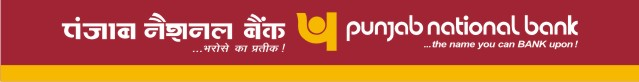 पंजाब नैशनल बैंक
...भरोसे का प्रतीक !
punjab national bank
...the name you can BANK upon !